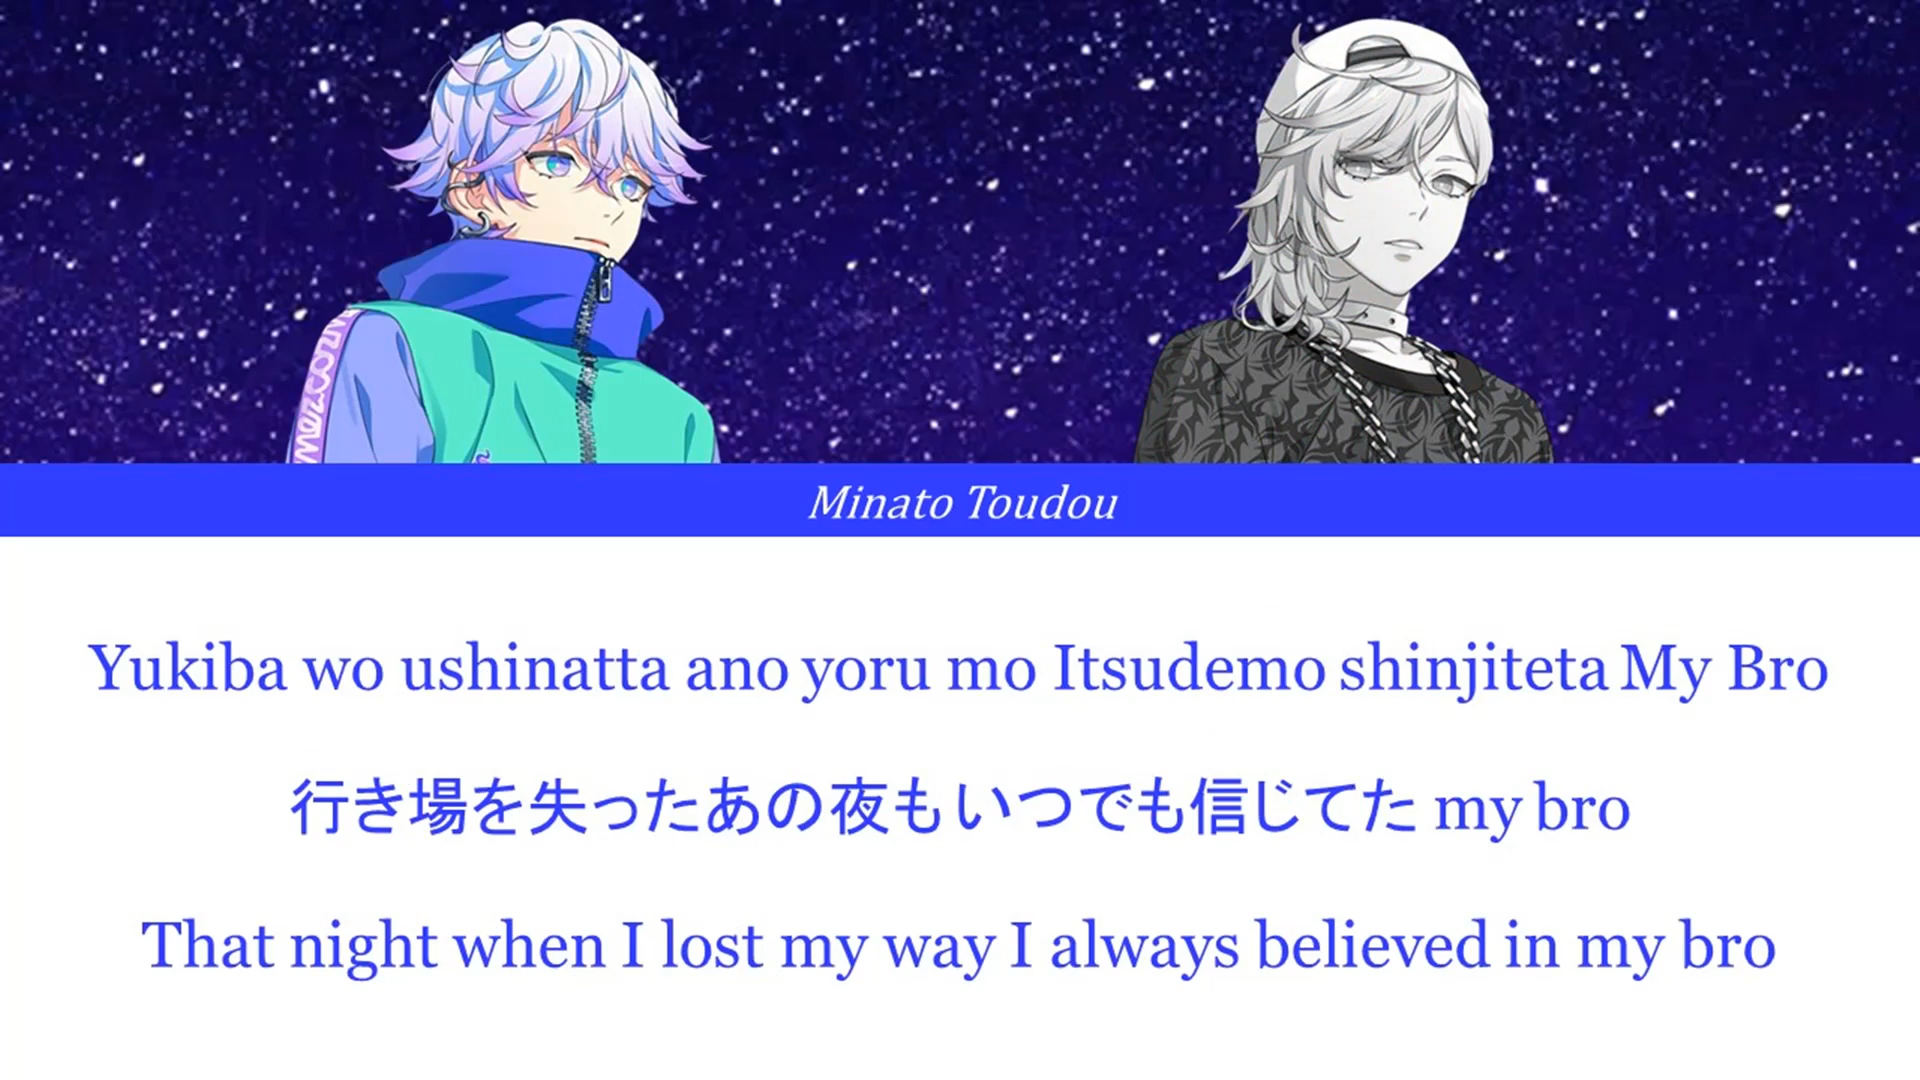 Minato Toudou
Yukiba wo ushinatta ano yoru mo Itsudemo shinjiteta My Bro
行き場を失ったあの夜もいつでも信じてた my bro
That night when I lost my way I always believed in my bro